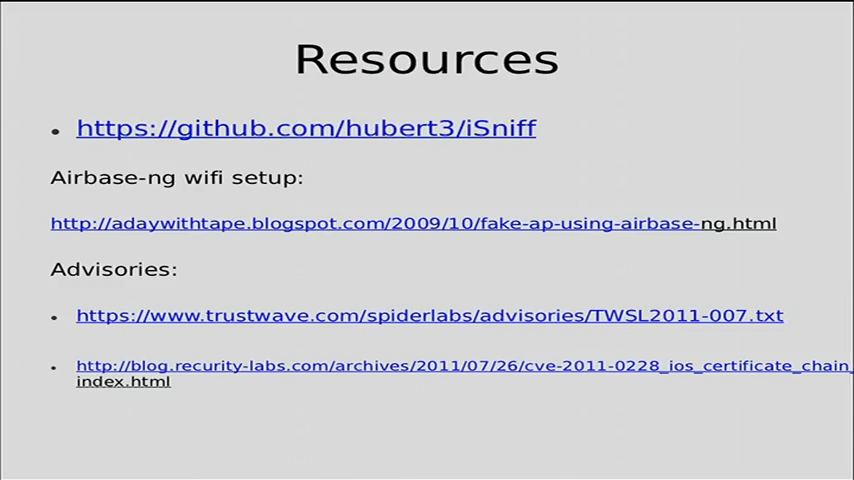 Resources
• https://github.com/hubert3/iSniff
Airbase-ng wifi setup:
http://adaywithtape.blogspot.com/2009/10/fake-ap-using-airbase-ng.html
Advisories:
• https://www.trustwave.com/spiderlabs/advisories/TWSL2011-007.txt
• http://blog.recurity-labs.com/archives/2011/07/26/cve-2011-0228_ios_certificate_chain_
index.html